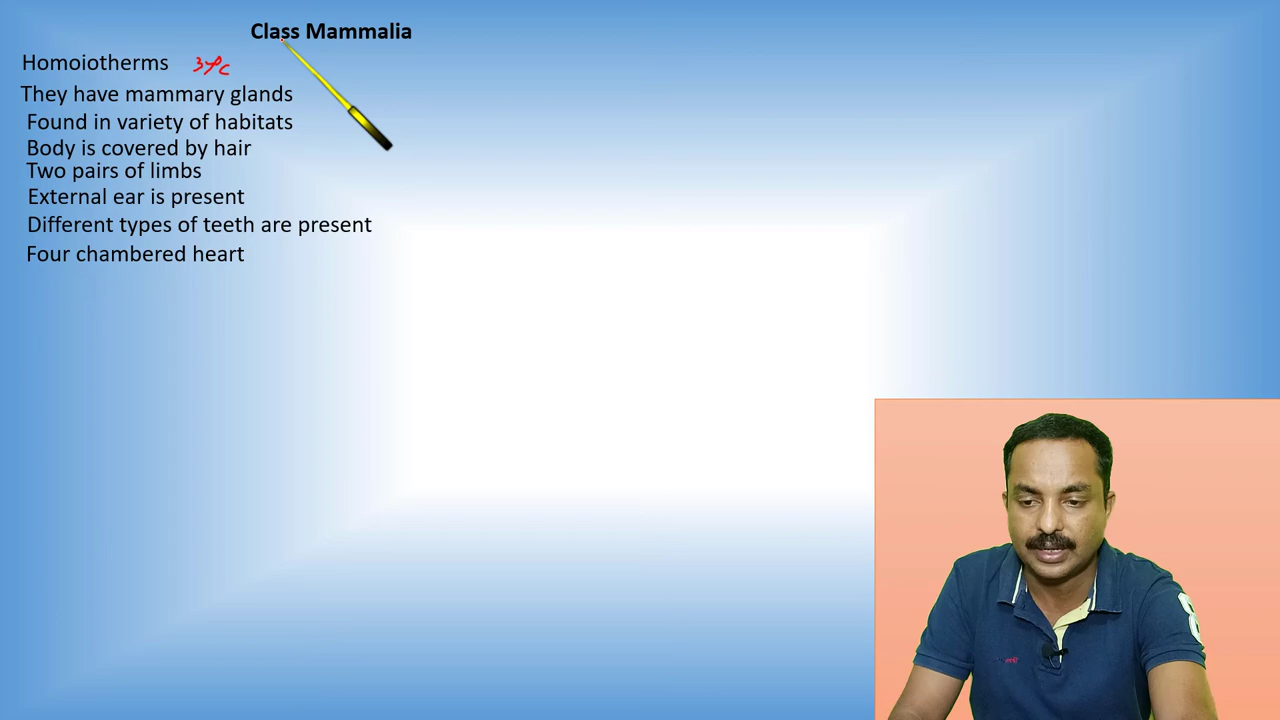 Class Mammalia
Homoiotherms
They have mammary glands
Found in variety of habitats
Body is covered by hair
Two pairs of limbs
External ear is present
Different types of teeth are present
Four chambered heart
8